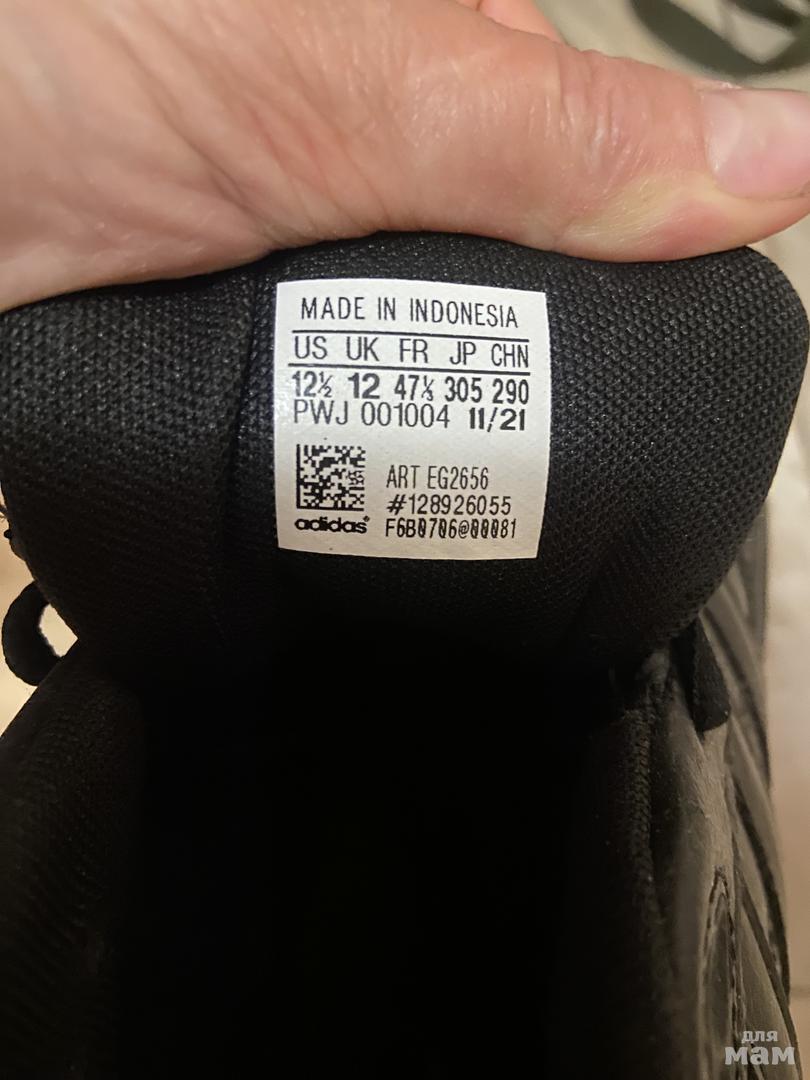 MADE IN INDONESIA
US UK FR JP CHN
12½ 12 47⅓ 305 290
PWJ 001004 11/21
ART EG2656
#128926055
adidas® F6B0706@00081
для
мам